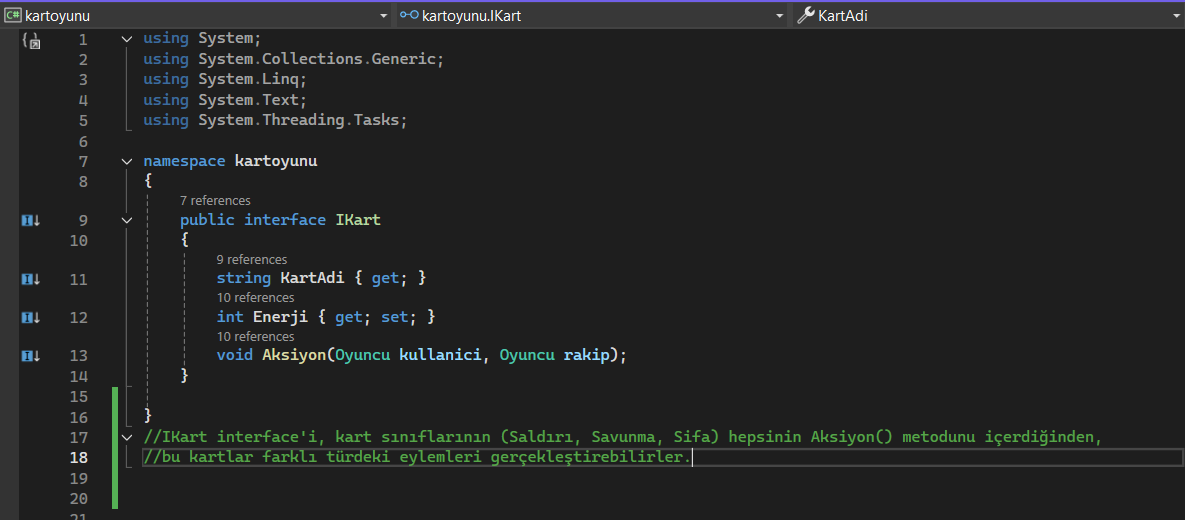 C# kartoyunu kartoyunu.IKart KartAdi
1 using System;
2 using System.Collections.Generic;
3 using System.Linq;
4 using System.Text;
5 using System.Threading.Tasks;
6
7 namespace kartoyunu
8 {
7 references
9 public interface IKart
10 {
9 references
11 string KartAdi { get; }
10 references
12 int Enerji { get; set; }
10 references
13 void Aksiyon(Oyuncu kullanici, Oyuncu rakip);
14 }
15
16 }
17 //IKart interface'i, kart sınıflarının (Saldırı, Savunma, Sifa) hepsinin Aksiyon() metodunu içerdiğinden,
18 //bu kartlar farklı türdeki eylemleri gerçekleştirebilirler.
19
20
21